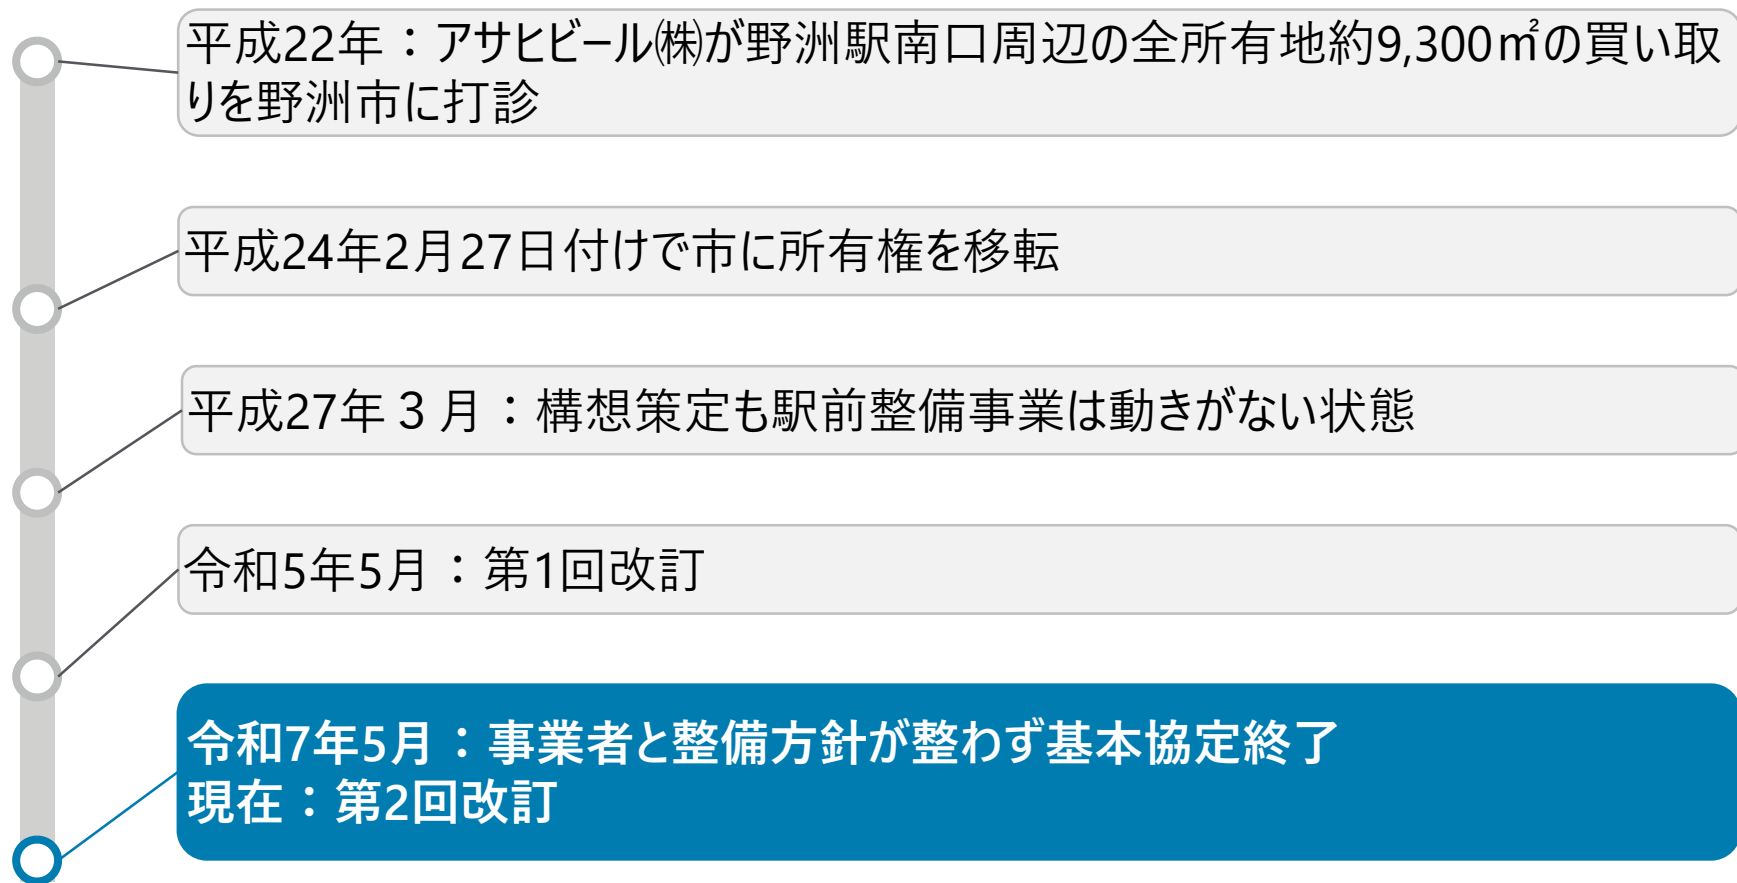 平成22年：アサヒビール㈱が野洲駅南口周辺の全所有地約9,300㎡の買い取
りを野洲市に打診
平成24年2月27日付けで市に所有権を移転
平成27年３月：構想策定も駅前整備事業は動きがない状態
令和5年5月：第1回改訂
令和7年5月：事業者と整備方針が整わず基本協定終了
現在：第2回改訂